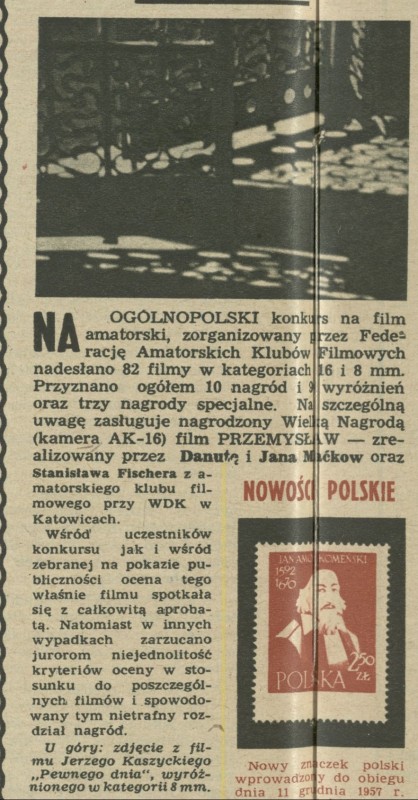 NA OGÓLNOPOLSKI konkurs na film
amatorski, zorganizowany przez Fede-
rację Amatorskich Klubów Filmowych
nadesłano 82 filmy w kategoriach 16 i 8 mm.
Przyznano ogółem 10 nagród i 9 wyróżnień
oraz trzy nagrody specjalne. Na szczególną
uwagę zasługuje nagrodzony Wielką Nagrodą
(kamera AK-16) film PRZEMYSŁAW — zre-
alizowany przez Danutę i Jana Maćkow oraz
Stanisława Fischera z a-
matorskiego klubu fil-
mowego przy WDK w
Katowicach.
Wśród uczestników
konkursu jak i wśród
zebranej na pokazie pu-
bliczności ocena tego
właśnie filmu spotkała
się z całkowitą aproba-
tą. Natomiast w innych
wypadkach zarzucano
jurorom niejednolitość
kryteriów oceny w sto-
sunku do poszczegól-
nych filmów i spowodo-
wany tym nietrafny roz-
dział nagród.
U góry: zdjęcie z fil-
mu Jerzego Kaszyckiego
„Pewnego dnia", wyróż-
nionego w kategorii 8 mm.
NOWOŚCI POLSKIE
JAN AMOS KOMEŃSKI
1592
1670
2.50
ZŁ
POLSKA
Nowy znaczek polski
wprowadzony do obiegu
dnia 11 grudnia 1957 r.